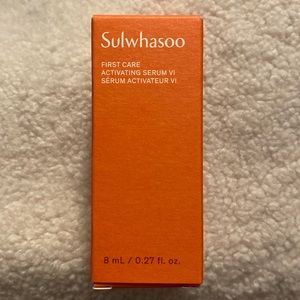 Sulwhasoo
FIRST CARE
ACTIVATING SERUM VI
SÉRUM ACTIVATEUR VI
8 mL / 0.27 fl. oz.